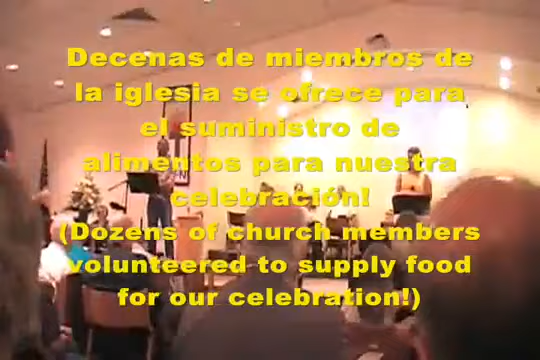 Decenas de miembros de
la iglesia se ofrece para
el suministro de
alimentos para nuestra
celebración!
(Dozens of church members
volunteered to supply food
for our celebration!)